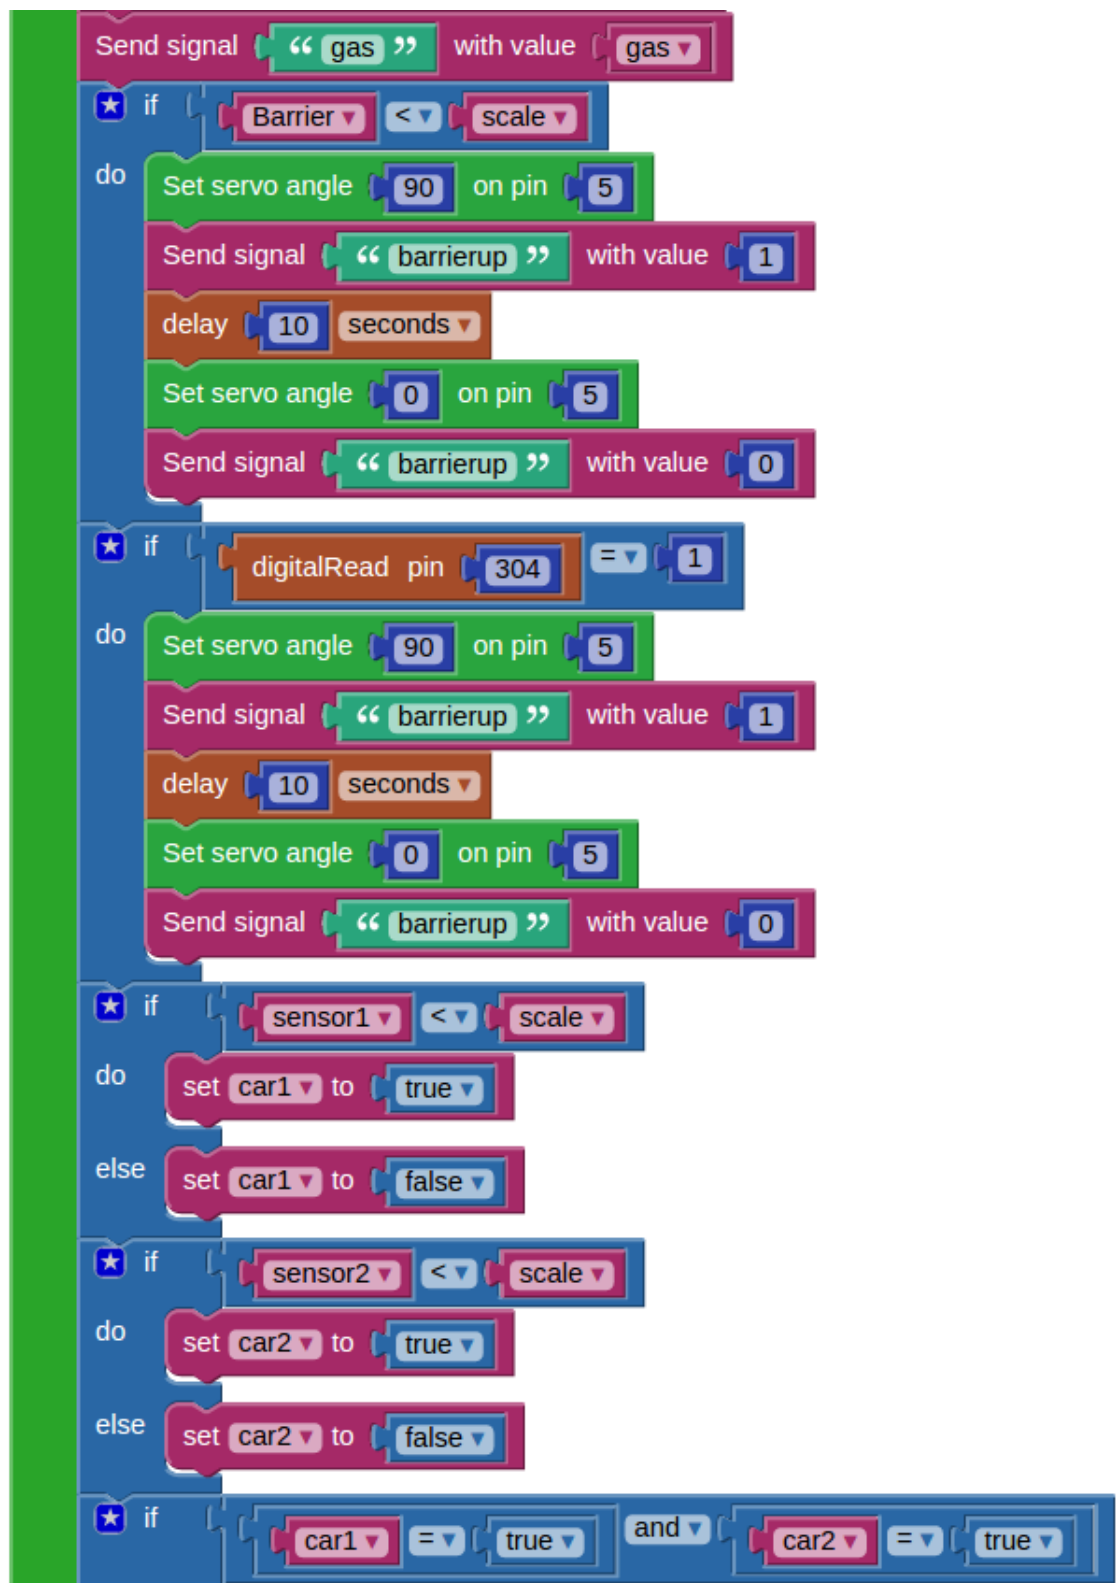 Send signal “ gas ” with value gas ▾
if Barrier ▾ < ▾ scale ▾
do Set servo angle 90 on pin 5
Send signal “ barrierup ” with value 1
delay 10 seconds ▾
Set servo angle 0 on pin 5
Send signal “ barrierup ” with value 0
if digitalRead pin 304 = ▾ 1
do Set servo angle 90 on pin 5
Send signal “ barrierup ” with value 1
delay 10 seconds ▾
Set servo angle 0 on pin 5
Send signal “ barrierup ” with value 0
if sensor1 ▾ < ▾ scale ▾
do set car1 ▾ to true ▾
else set car1 ▾ to false ▾
if sensor2 ▾ < ▾ scale ▾
do set car2 ▾ to true ▾
else set car2 ▾ to false ▾
if car1 ▾ = ▾ true ▾ and ▾ car2 ▾ = ▾ true ▾